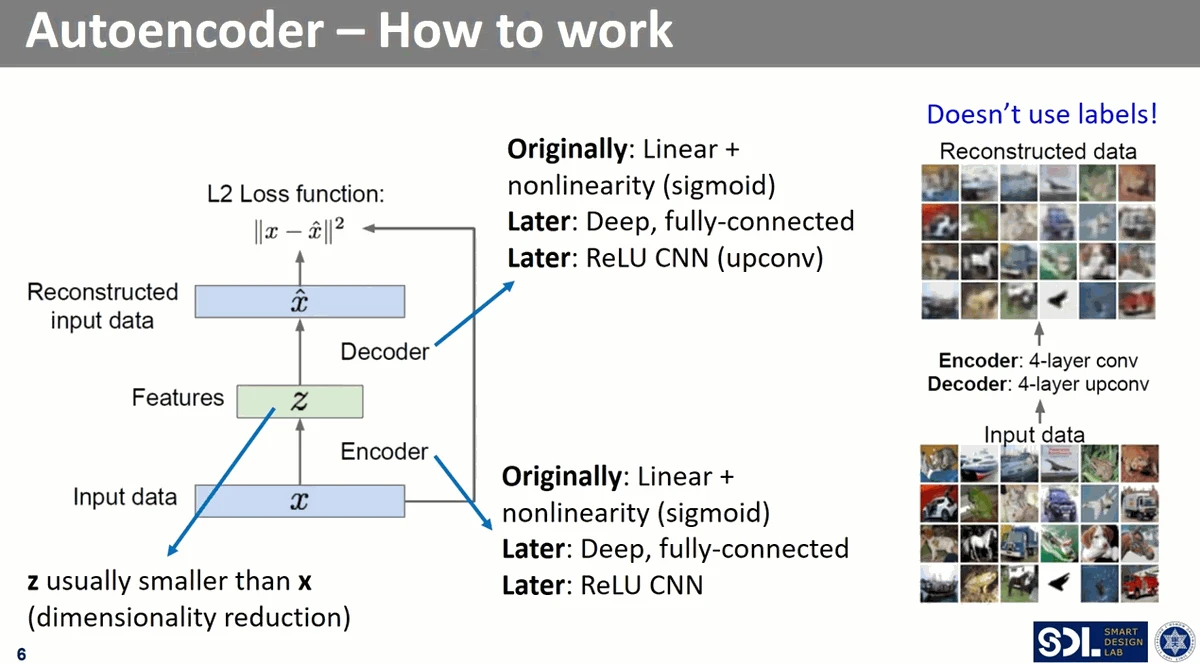 Autoencoder – How to work
Doesn’t use labels!
Reconstructed data
Originally: Linear +
nonlinearity (sigmoid)
Later: Deep, fully-connected
Later: ReLU CNN (upconv)
L2 Loss function:
||x − x̂||²
Reconstructed
input data
x̂
Decoder
Features
z
Encoder
Input data
x
z usually smaller than x
(dimensionality reduction)
Originally: Linear +
nonlinearity (sigmoid)
Later: Deep, fully-connected
Later: ReLU CNN
Encoder: 4-layer conv
Decoder: 4-layer upconv
Input data
6
SDL
SMART
DESIGN
LAB